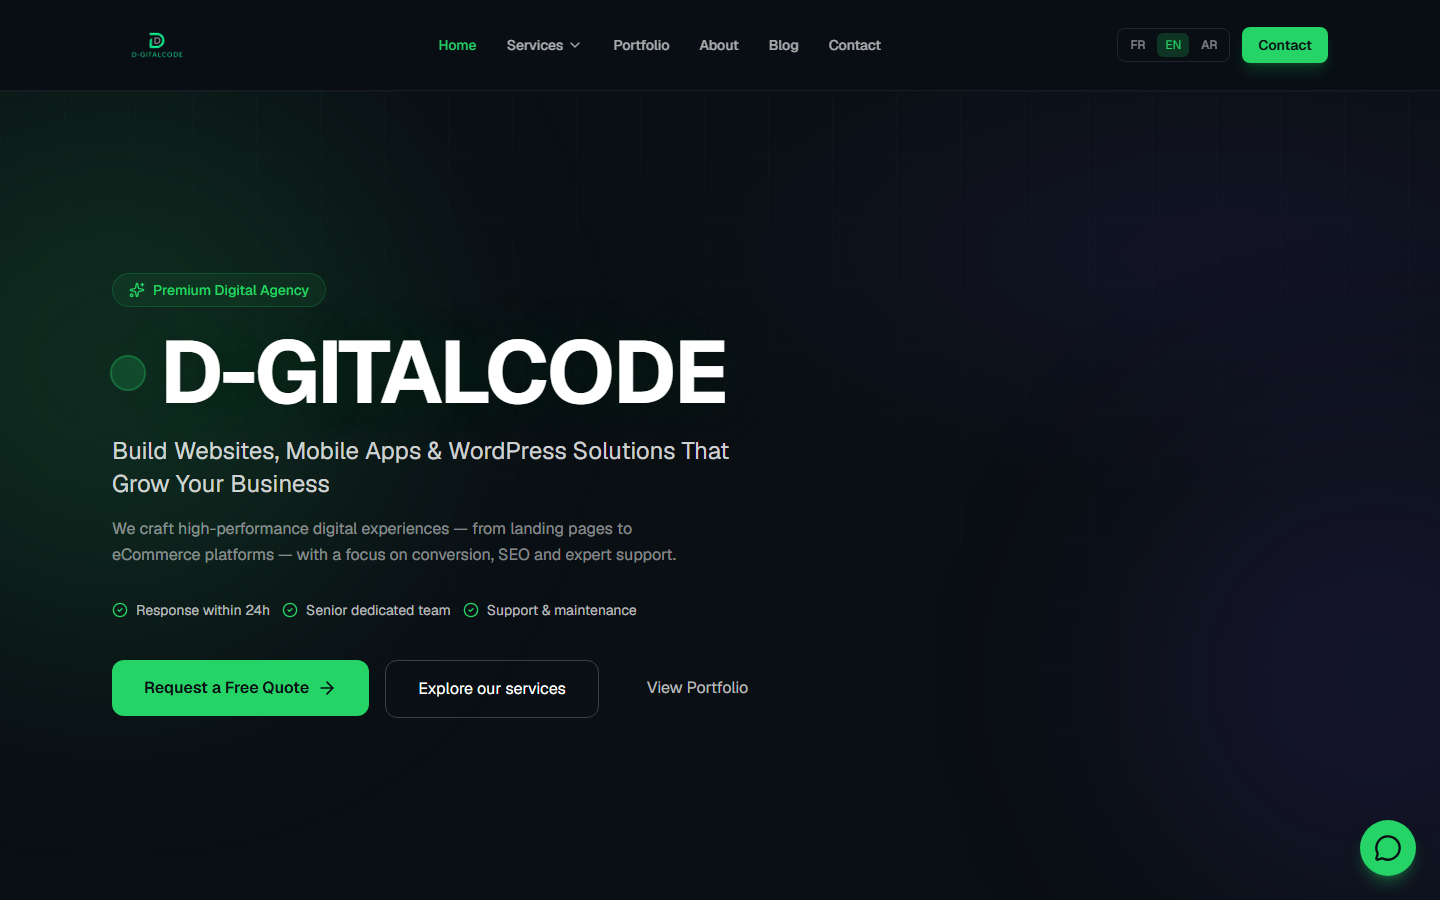 D-GITALCODE
Home
Services
Portfolio
About
Blog
Contact
FR
EN
AR
Contact
Premium Digital Agency
D-GITALCODE
Build Websites, Mobile Apps & WordPress Solutions That
Grow Your Business
We craft high-performance digital experiences — from landing pages to
eCommerce platforms — with a focus on conversion, SEO and expert support.
Response within 24h
Senior dedicated team
Support & maintenance
Request a Free Quote
Explore our services
View Portfolio